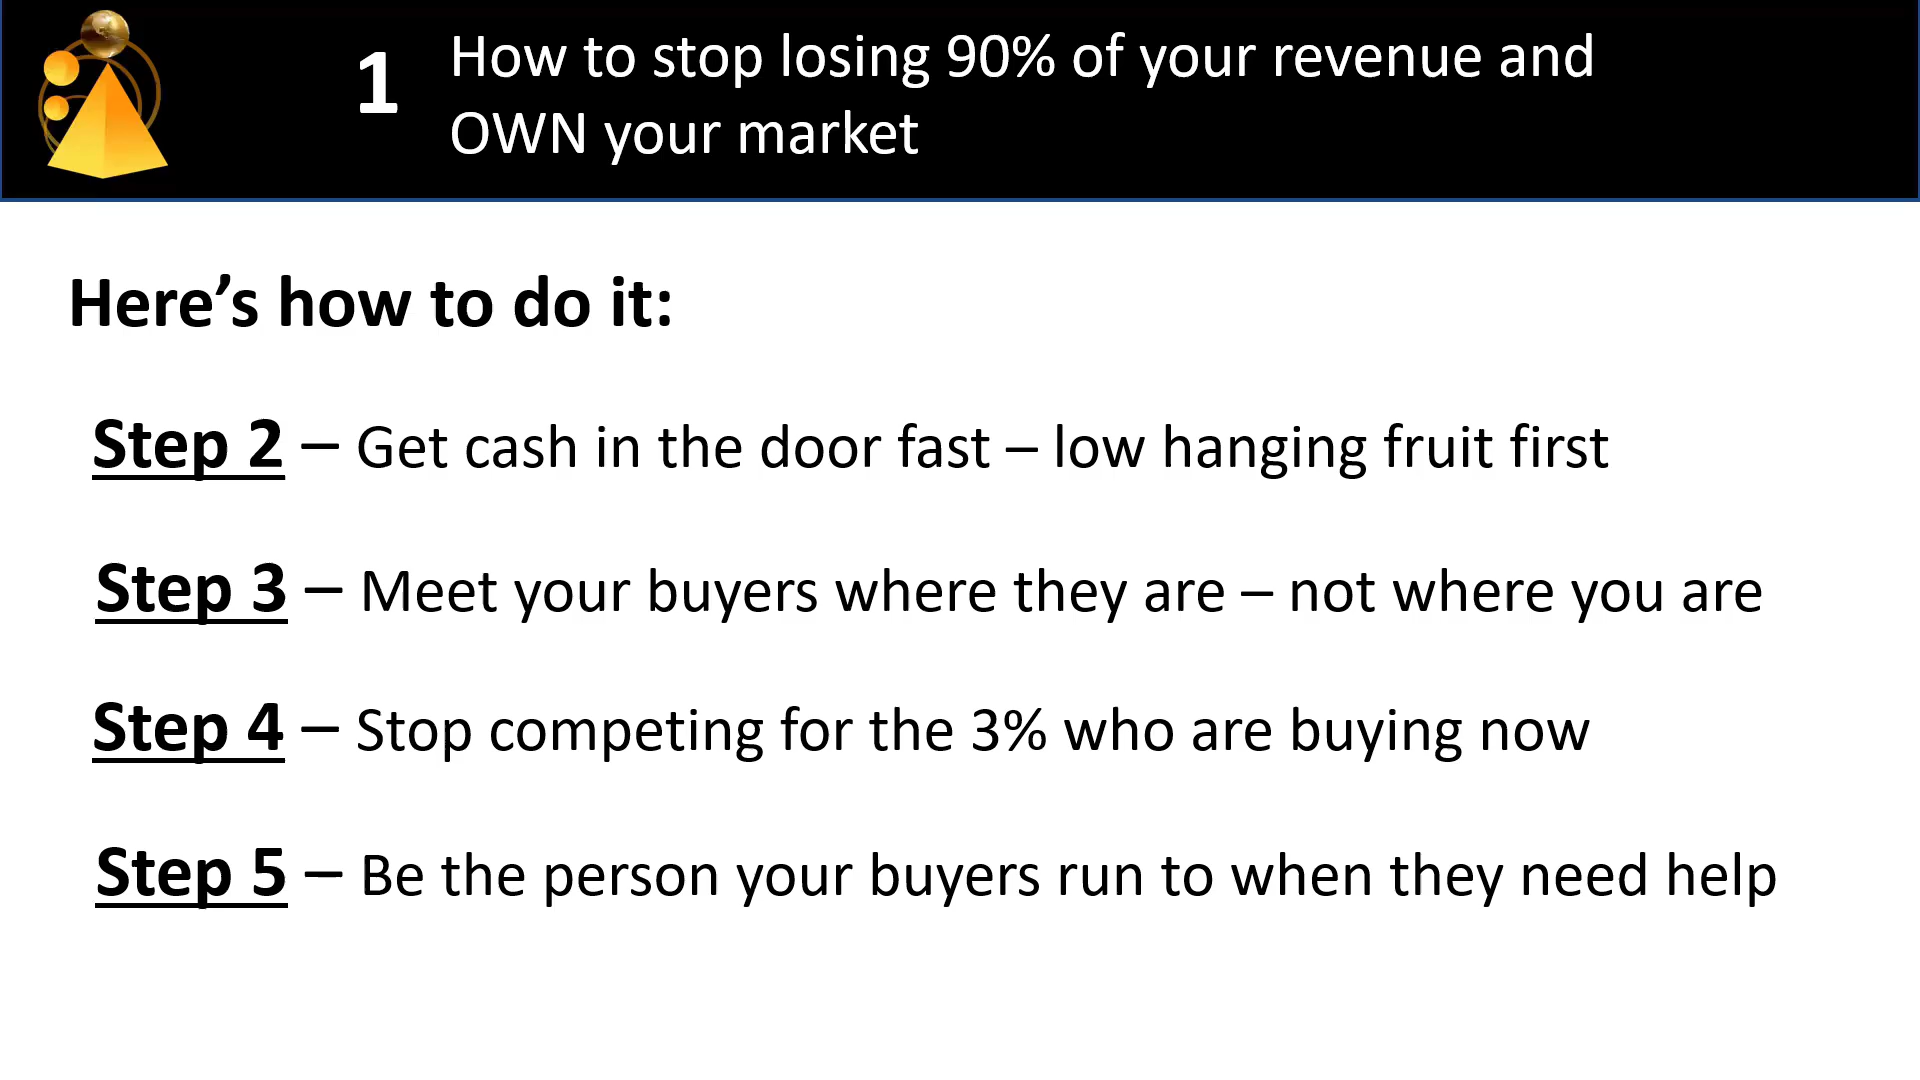 1
How to stop losing 90% of your revenue and
OWN your market
Here’s how to do it:
Step 2 – Get cash in the door fast – low hanging fruit first
Step 3 – Meet your buyers where they are – not where you are
Step 4 – Stop competing for the 3% who are buying now
Step 5 – Be the person your buyers run to when they need help